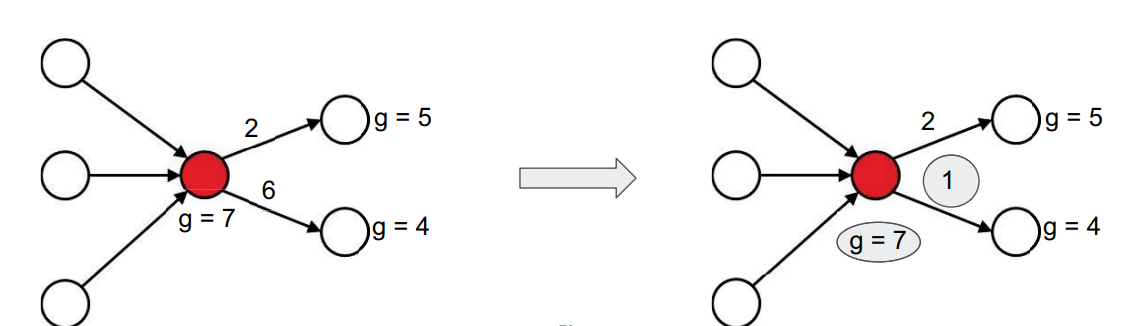 2
g = 5
6
g = 7
g = 4
2
g = 5
1
g = 7
g = 4